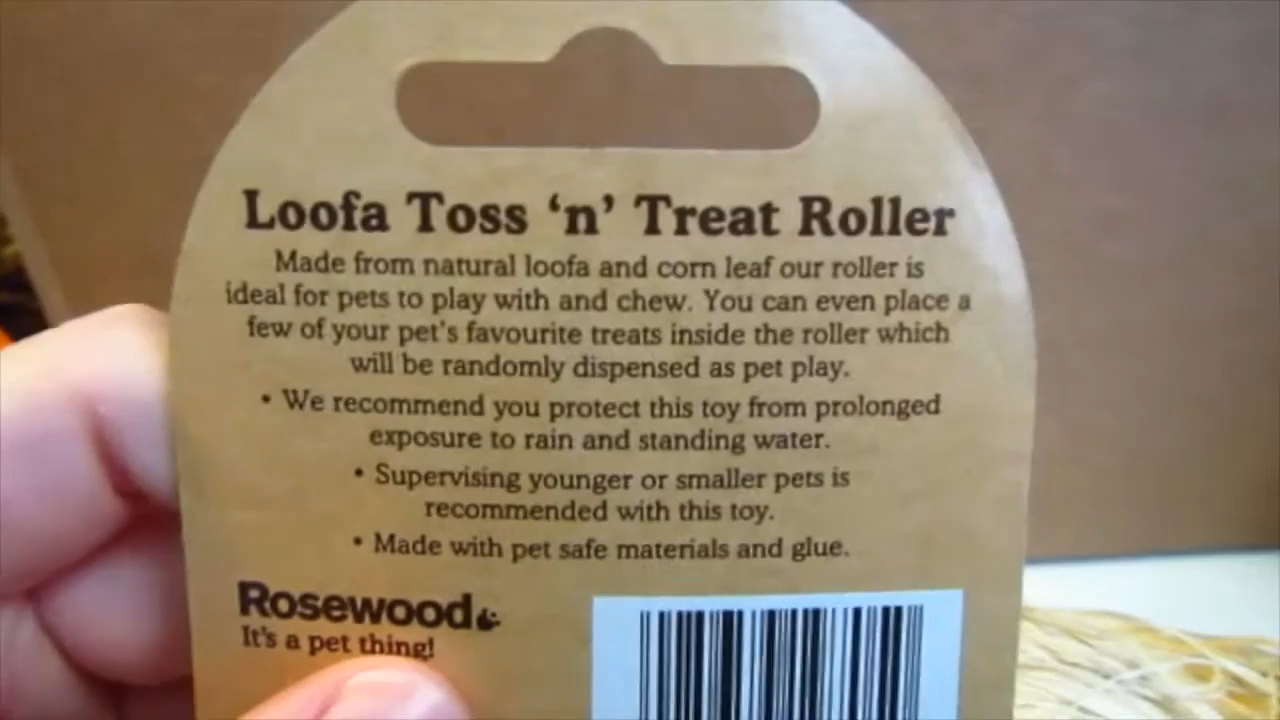 Loofa Toss ‘n’ Treat Roller
Made from natural loofa and corn leaf our roller is
ideal for pets to play with and chew. You can even place a
few of your pet's favourite treats inside the roller which
will be randomly dispensed as pet play.
• We recommend you protect this toy from prolonged
exposure to rain and standing water.
• Supervising younger or smaller pets is
recommended with this toy.
• Made with pet safe materials and glue.
Rosewood
It's a pet thing!